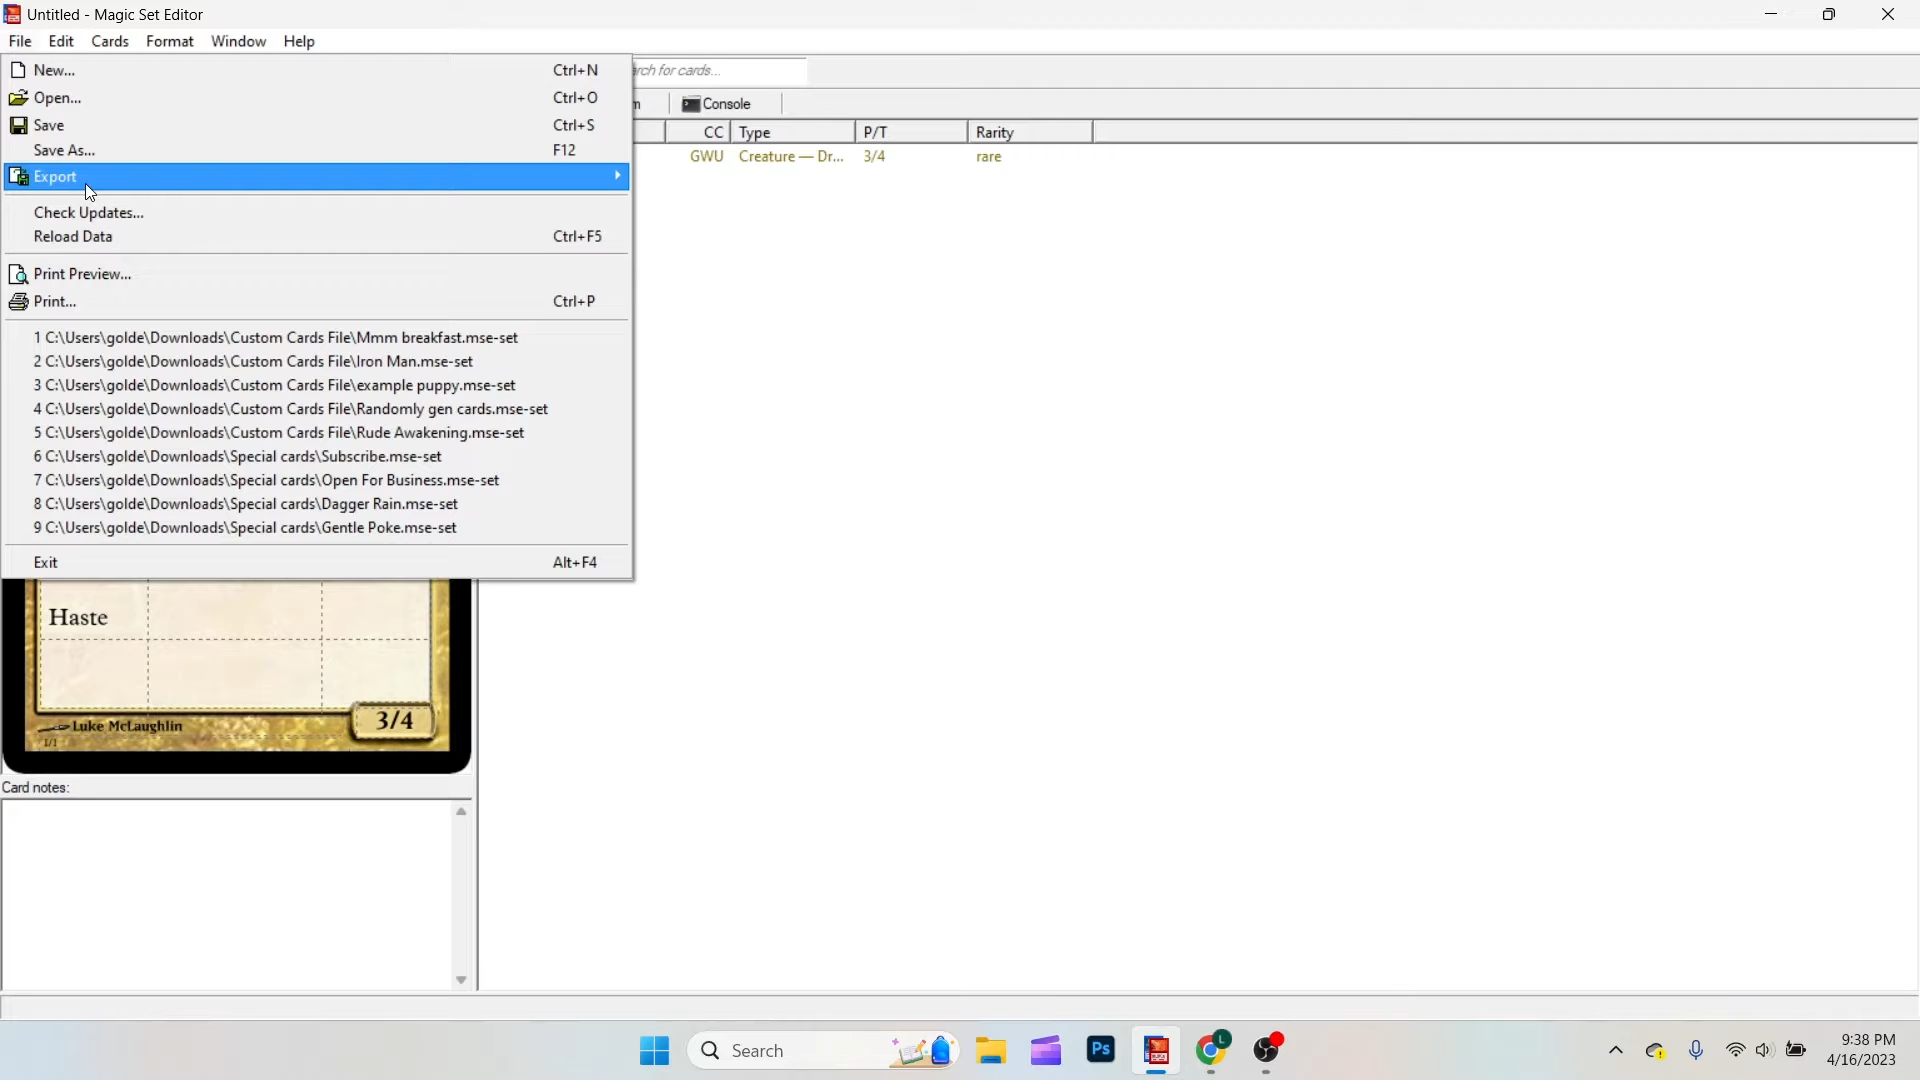 Untitled - Magic Set Editor
File Edit Cards Format Window Help
New... Ctrl+N
Open... Ctrl+O
Save Ctrl+S
Save As... F12
Export
Check Updates...
Reload Data Ctrl+F5
Print Preview...
Print... Ctrl+P
1 C:\Users\golde\Downloads\Custom Cards File\Mmm breakfast.mse-set
2 C:\Users\golde\Downloads\Custom Cards File\Iron Man.mse-set
3 C:\Users\golde\Downloads\Custom Cards File\example puppy.mse-set
4 C:\Users\golde\Downloads\Custom Cards File\Randomly gen cards.mse-set
5 C:\Users\golde\Downloads\Custom Cards File\Rude Awakening.mse-set
6 C:\Users\golde\Downloads\Special cards\Subscribe.mse-set
7 C:\Users\golde\Downloads\Special cards\Open For Business.mse-set
8 C:\Users\golde\Downloads\Special cards\Dagger Rain.mse-set
9 C:\Users\golde\Downloads\Special cards\Gentle Poke.mse-set
Exit Alt+F4
rch for cards...
m Console
CC Type P/T Rarity
GWU Creature — Dr... 3/4 rare
Haste
3/4
Luke McLaughlin
1/1
Card notes:
Search
Ps
L
9:38 PM
4/16/2023